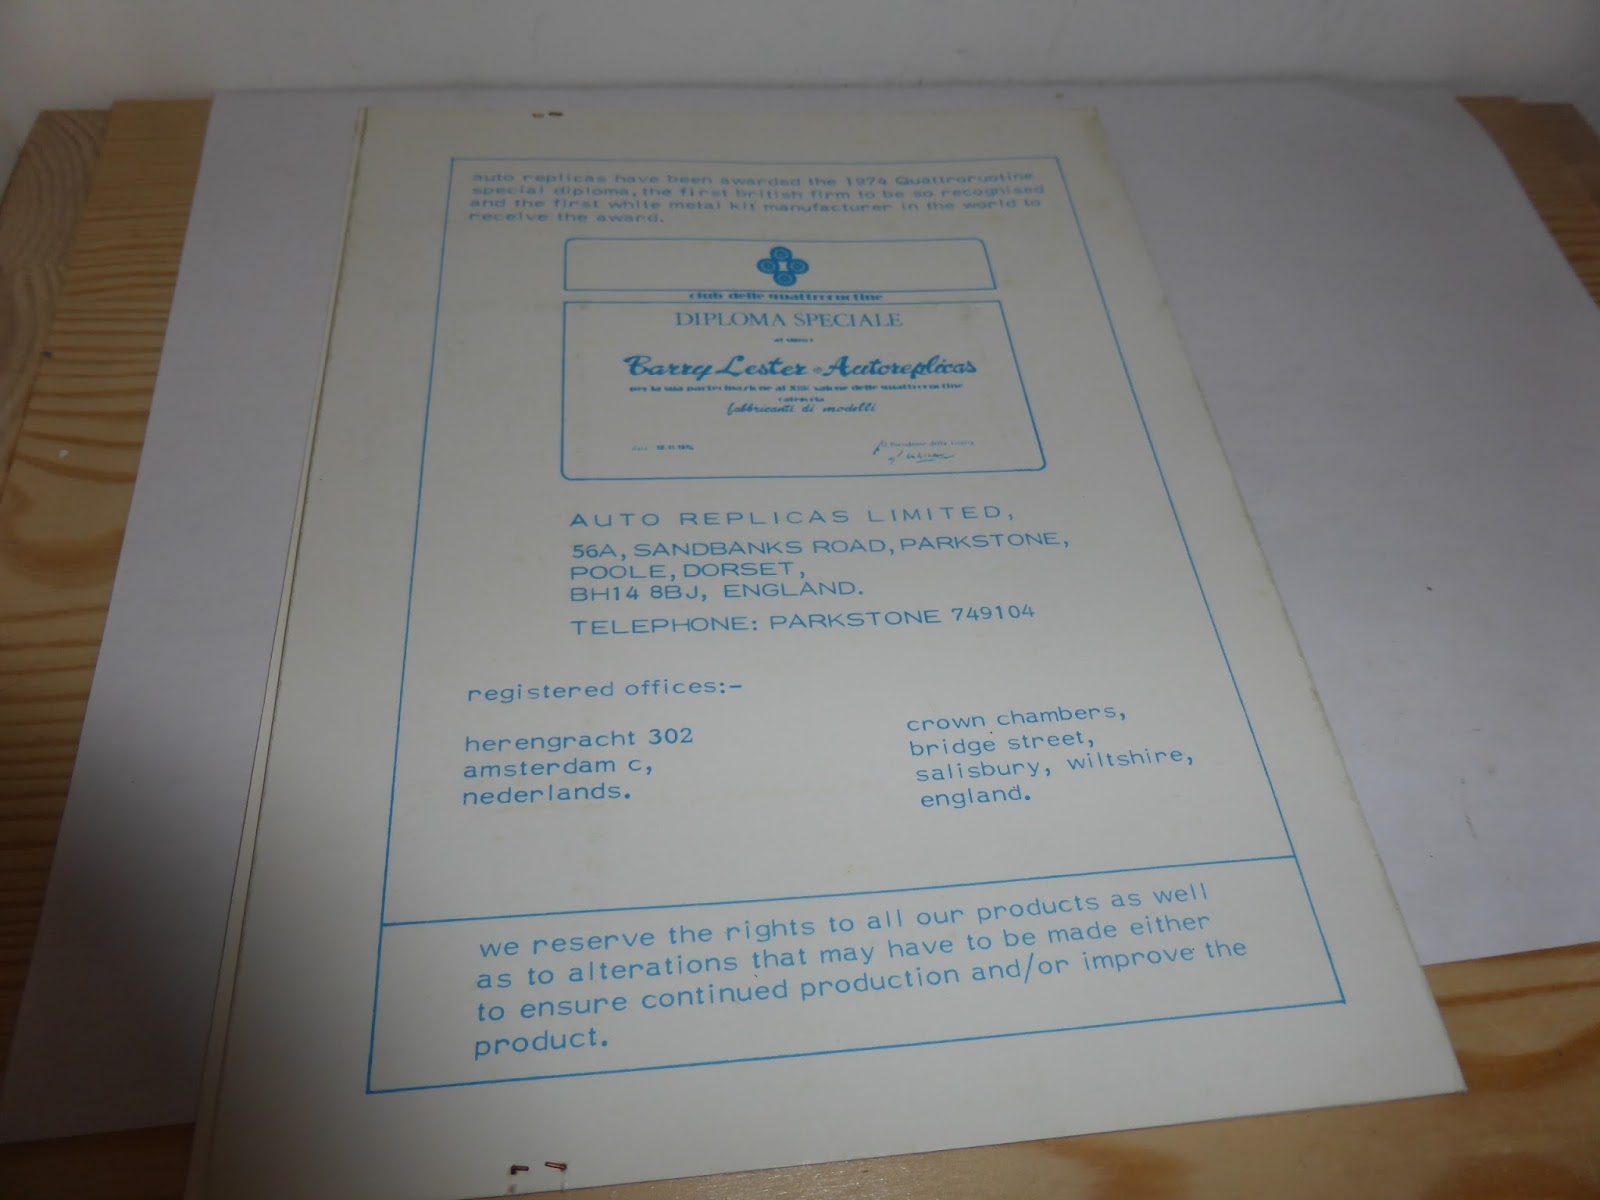 auto replicas have been awarded the 1974 Quattroruotine
special diploma, the first british firm to be so recognised
and the first white metal kit manufacturer in the world to
receive the award.
club delle quattroruotine
DIPLOMA SPECIALE
Barry Lester - Autoreplicas
fabbricanti di modelli
AUTO REPLICAS LIMITED,
56A, SANDBANKS ROAD, PARKSTONE,
POOLE, DORSET,
BH14 8BJ, ENGLAND.
TELEPHONE: PARKSTONE 749104
registered offices:-
herengracht 302
amsterdam c,
nederlands.
crown chambers,
bridge street,
salisbury, wiltshire,
england.
we reserve the rights to all our products as well
as to alterations that may have to be made either
to ensure continued production and/or improve the
product.